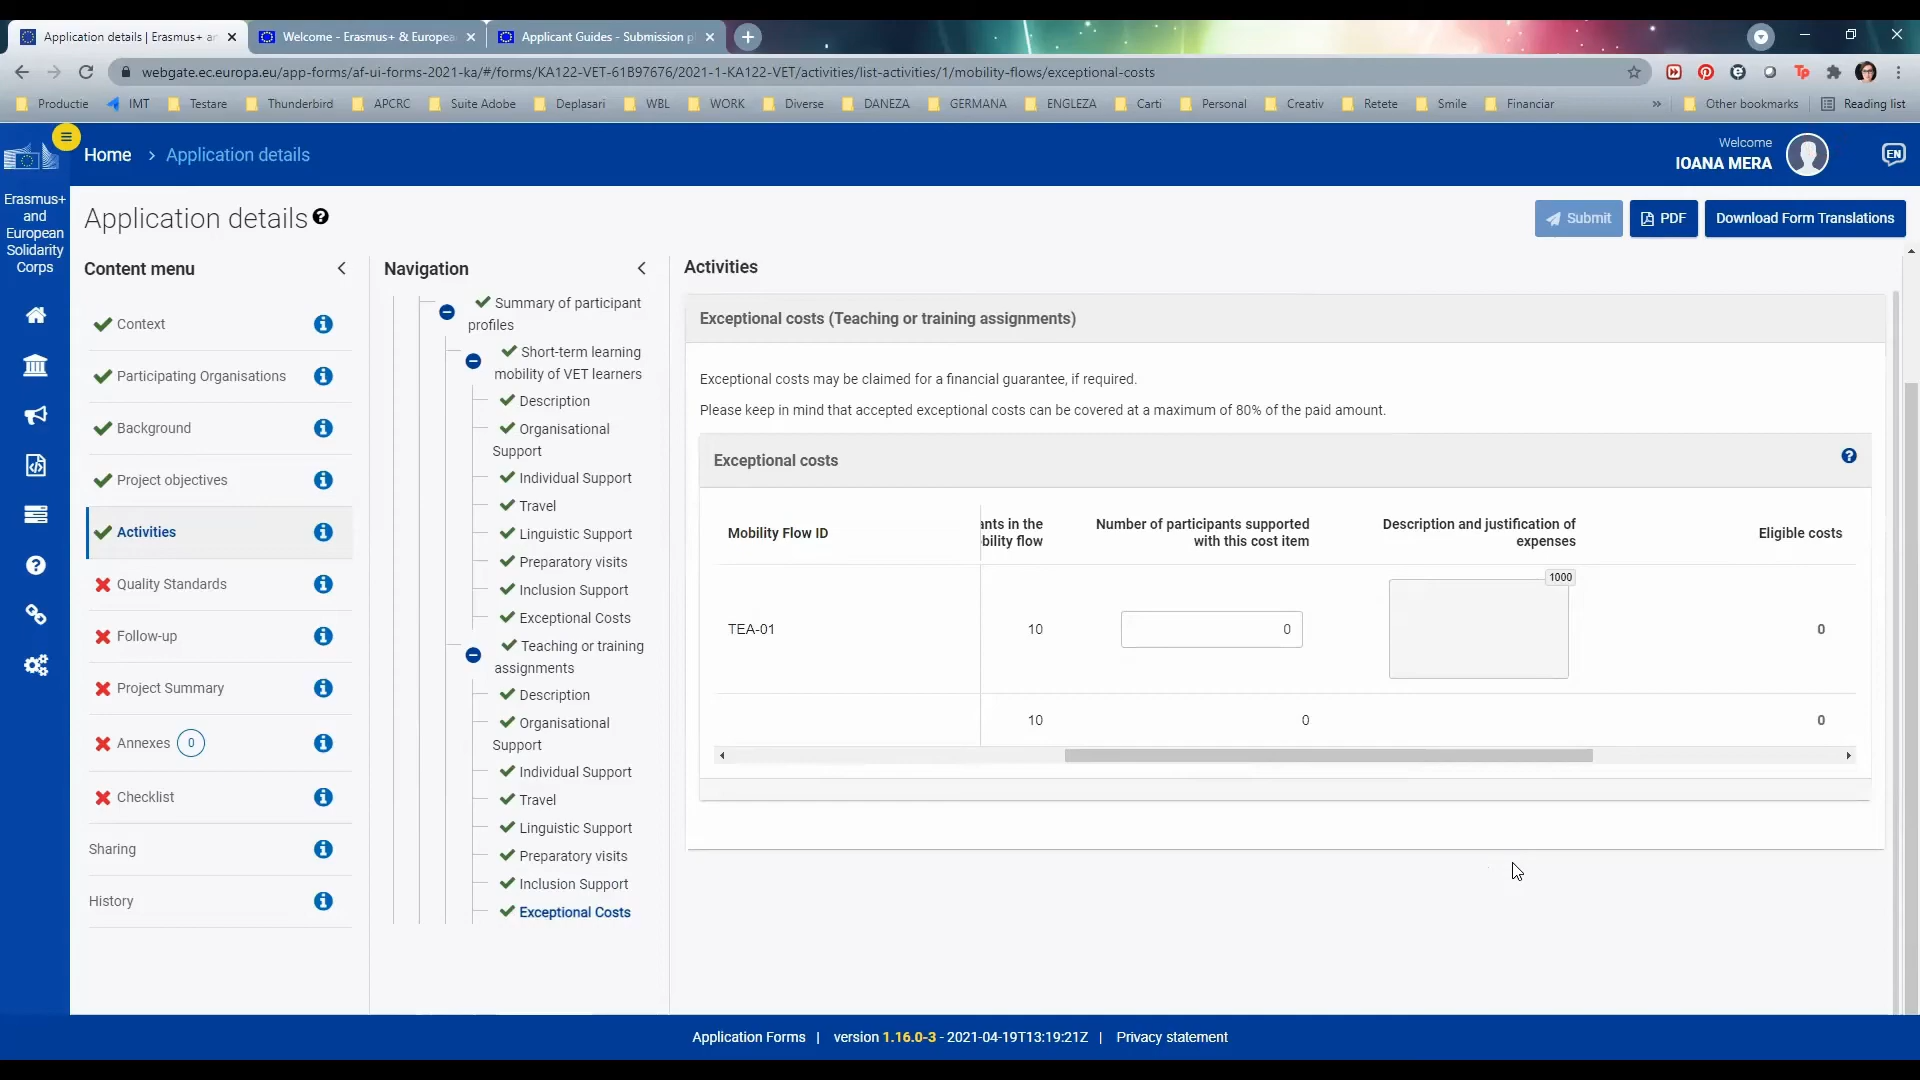 Application details | Erasmus+ an
Welcome - Erasmus+ & Europea
Applicant Guides - Submission p
webgate.ec.europa.eu/app-forms/af-ui-forms-2021-ka/#/forms/KA122-VET-61B97676/2021-1-KA122-VET/activities/list-activities/1/mobility-flows/exceptional-costs
Tp
Productie IMT Testare Thunderbird APCRC Suite Adobe Deplasari WBL WORK Diverse DANEZA GERMANA ENGLEZA Carti Personal Creativ Retete Smile Financiar » Other bookmarks Reading list
Home > Application details
Welcome
IOANA MERA
EN
Erasmus+
and
European
Solidarity
Corps
Application details
Submit
PDF
Download Form Translations
Content menu
Context
Participating Organisations
Background
Project objectives
Activities
Quality Standards
Follow-up
Project Summary
Annexes 0
Checklist
Sharing
History
Navigation
Summary of participant
profiles
Short-term learning
mobility of VET learners
Description
Organisational
Support
Individual Support
Travel
Linguistic Support
Preparatory visits
Inclusion Support
Exceptional Costs
Teaching or training
assignments
Description
Organisational
Support
Individual Support
Travel
Linguistic Support
Preparatory visits
Inclusion Support
Exceptional Costs
Activities
Exceptional costs (Teaching or training assignments)
Exceptional costs may be claimed for a financial guarantee, if required.
Please keep in mind that accepted exceptional costs can be covered at a maximum of 80% of the paid amount.
Exceptional costs
Mobility Flow ID
ants in the
bility flow
Number of participants supported
with this cost item
Description and justification of
expenses
Eligible costs
1000
TEA-01 10 0 0
10 0 0
Application Forms | version 1.16.0-3 - 2021-04-19T13:19:21Z | Privacy statement